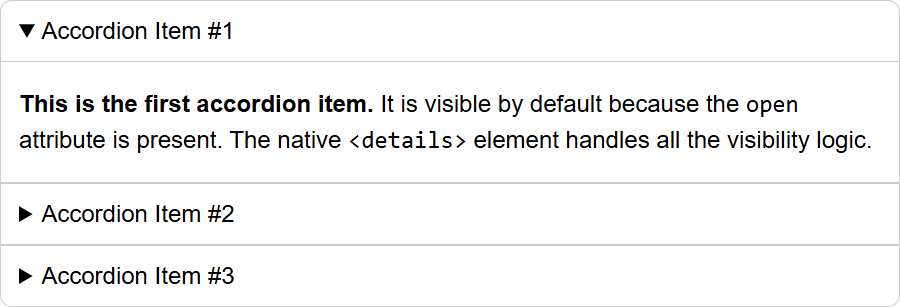 Accordion Item #1
This is the first accordion item. It is visible by default because the open
attribute is present. The native <details> element handles all the visibility logic.
Accordion Item #2
Accordion Item #3